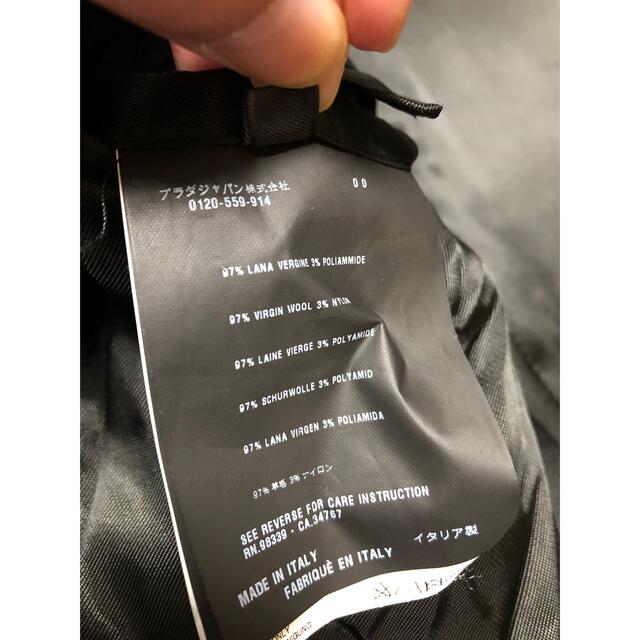 プラダジャパン株式会社 00
0120-559-914
97% LANA VERGINE 3% POLIAMMIDE
97% VIRGIN WOOL 3% NYLON
97% LAINE VIERGE 3% POLYAMIDE
97% SCHURWOLLE 3% POLYAMID
97% LANA VIRGEN 3% POLIAMIDA
97% 羊毛 3% ナイロン
SEE REVERSE FOR CARE INSTRUCTION
RN.98339 - CA.34767
MADE IN ITALY イタリア製
FABRIQUÈ EN ITALY
ONLY